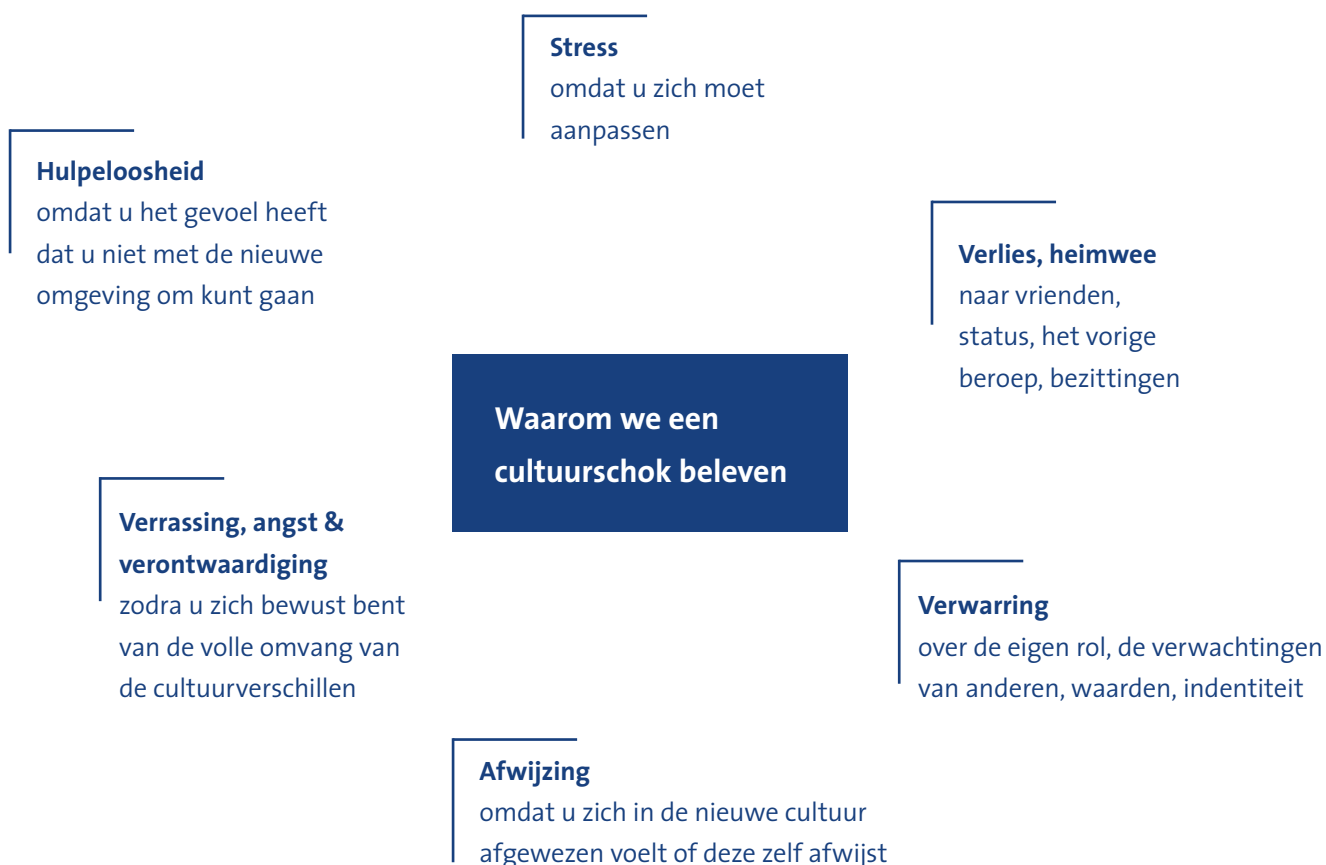 Stress
omdat u zich moet
aanpassen
Hulpeloosheid
omdat u het gevoel heeft
dat u niet met de nieuwe
omgeving om kunt gaan
Verlies, heimwee
naar vrienden,
status, het vorige
beroep, bezittingen
Waarom we een
cultuurschok beleven
Verrassing, angst &
verontwaardiging
zodra u zich bewust bent
van de volle omvang van
de cultuurverschillen
Verwarring
over de eigen rol, de verwachtingen
van anderen, waarden, indentiteit
Afwijzing
omdat u zich in de nieuwe cultuur
afgewezen voelt of deze zelf afwijst